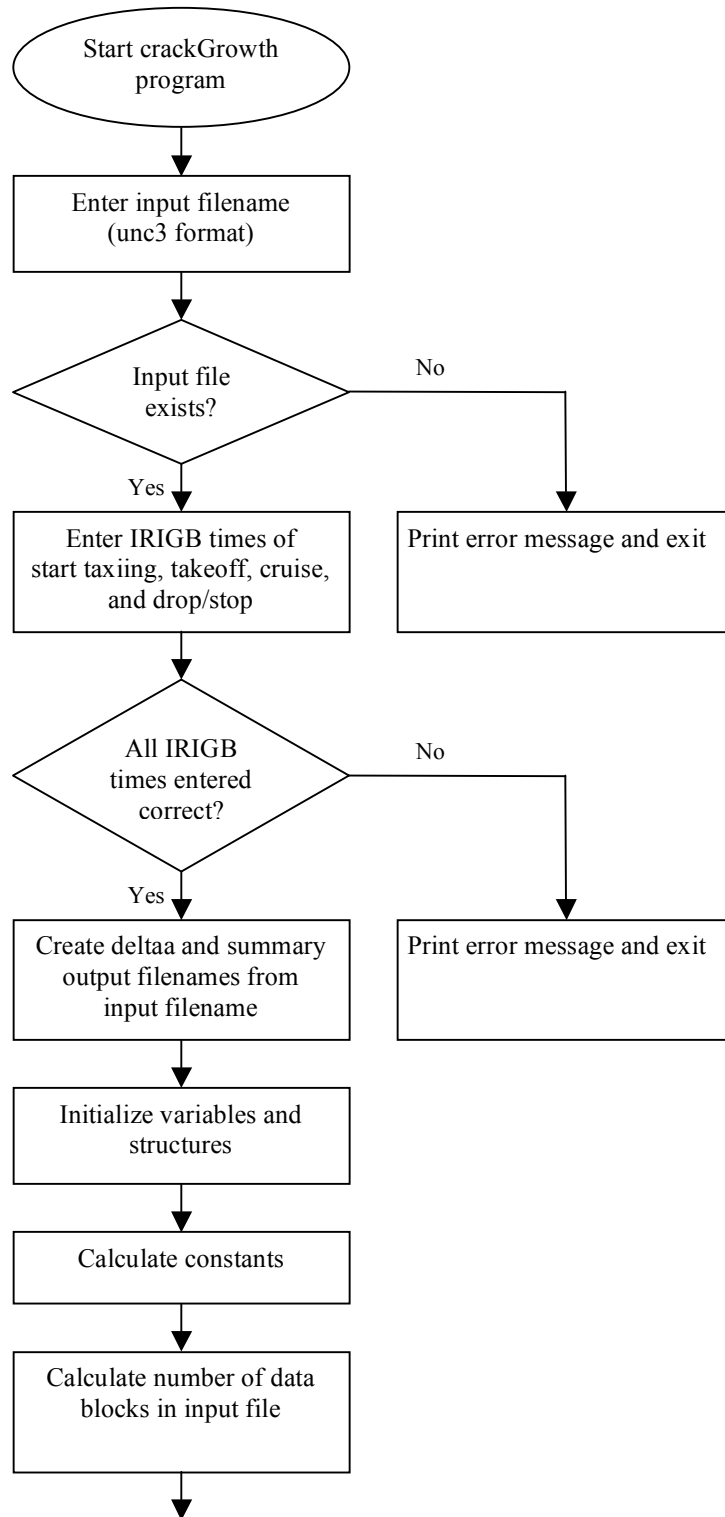 Start crackGrowth
program
Enter input filename
(unc3 format)
Input file
exists?
No
Yes
Enter IRIGB times of
start taxiing, takeoff, cruise,
and drop/stop
Print error message and exit
All IRIGB
times entered
correct?
No
Yes
Create deltaa and summary
output filenames from
input filename
Print error message and exit
Initialize variables and
structures
Calculate constants
Calculate number of data
blocks in input file